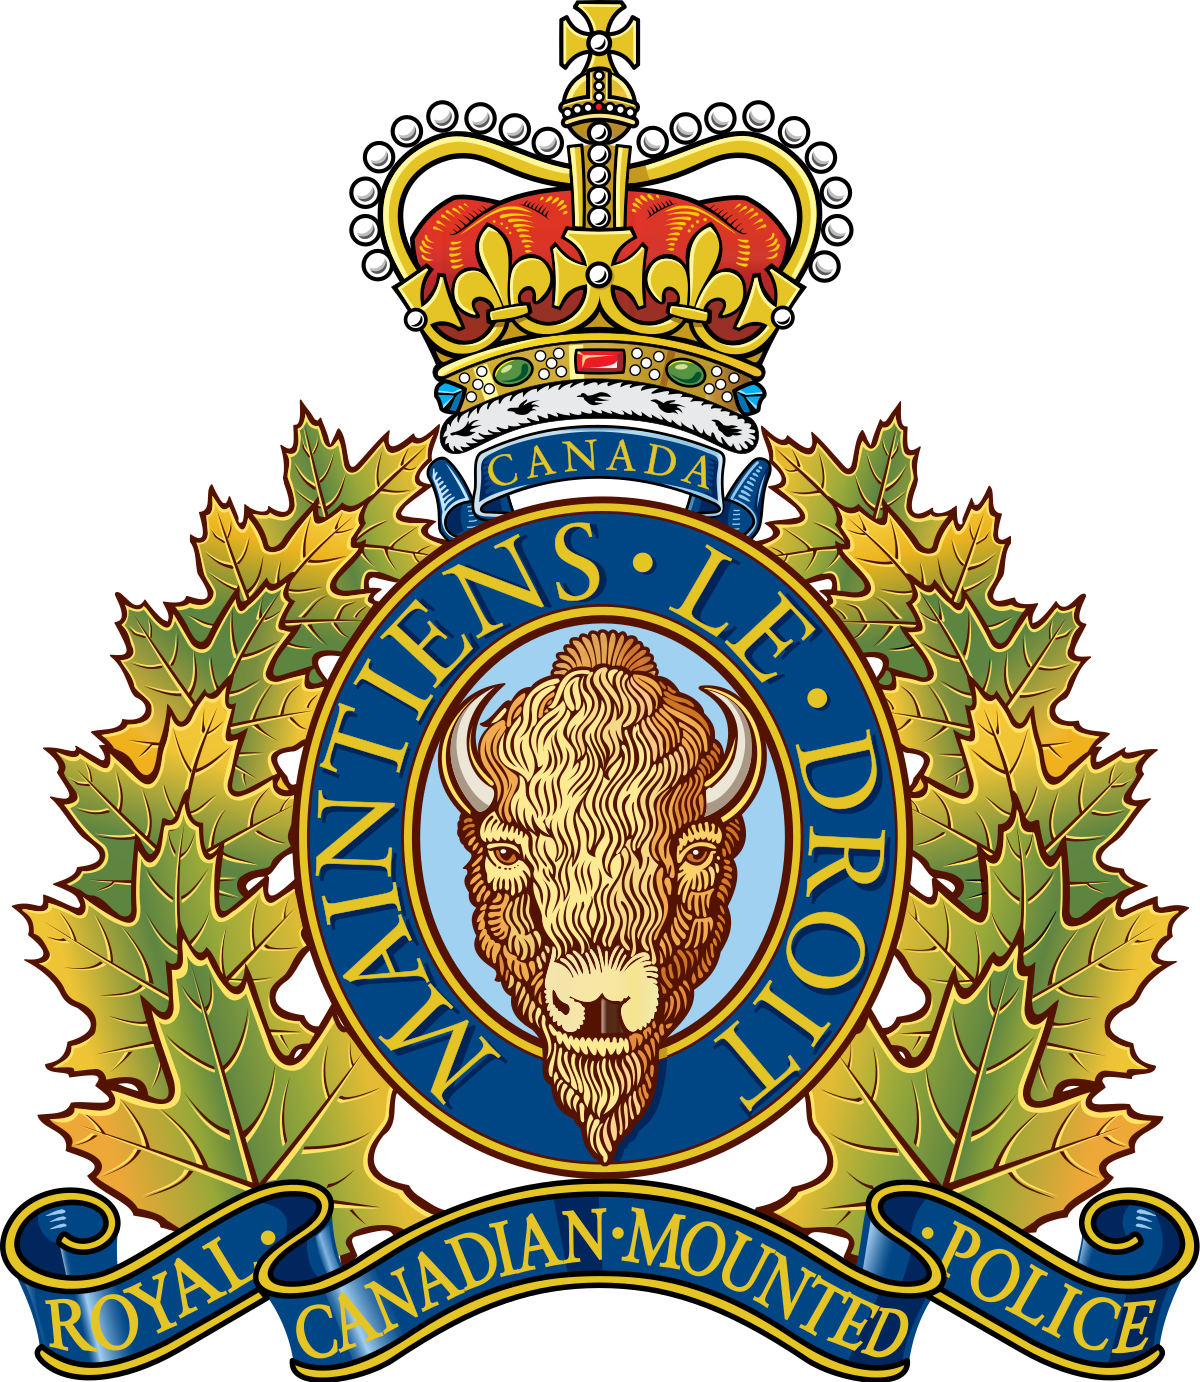 CANADA
MAINTIENS · LE · DROIT
ROYAL · CANADIAN · MOUNTED · POLICE